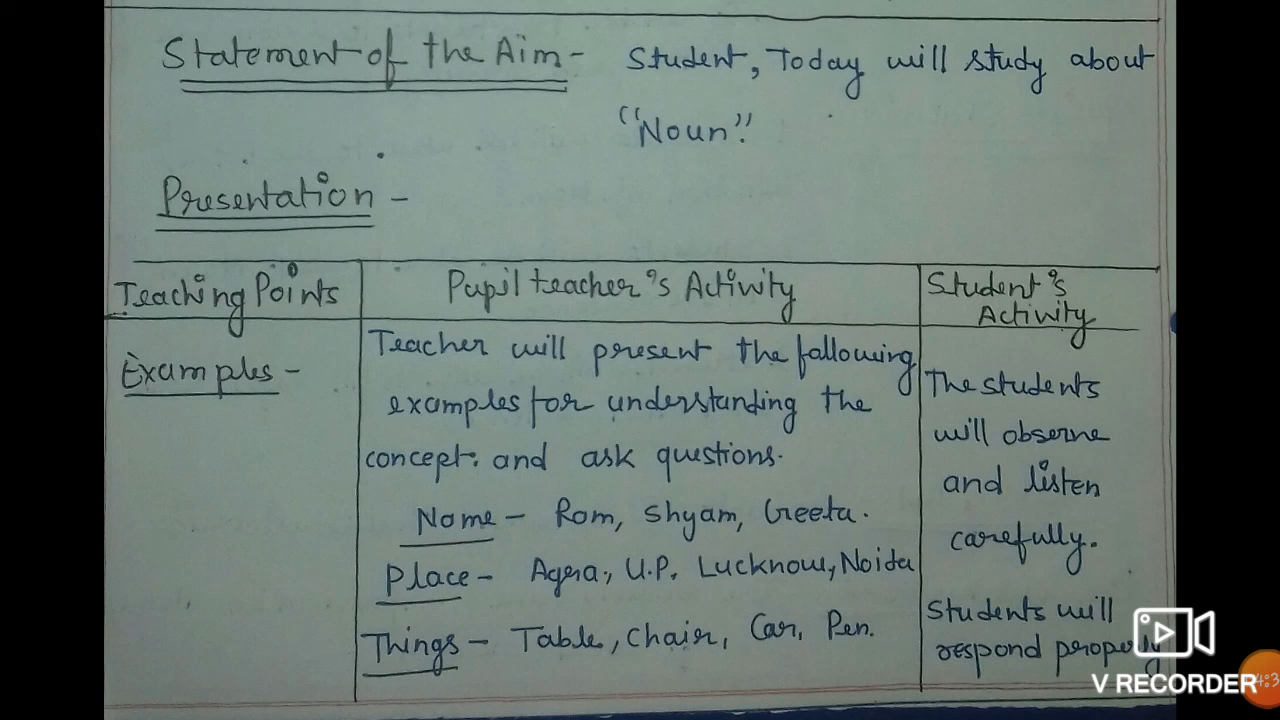 Statement of the Aim - Student, Today will study about
"Noun".
Presentation -
Teaching Points
Pupil teacher's Activity
Student's
Activity
Examples -
Teacher will present the following
examples for understanding the
concept. and ask questions.
Name - Ram, Shyam, Geeta.
Place - Agra, U.P. Lucknow, Noida
Things - Table, Chair, Car, Pen.
The students
will observe
and listen
carefully.
Students will
respond properly
V RECORDER